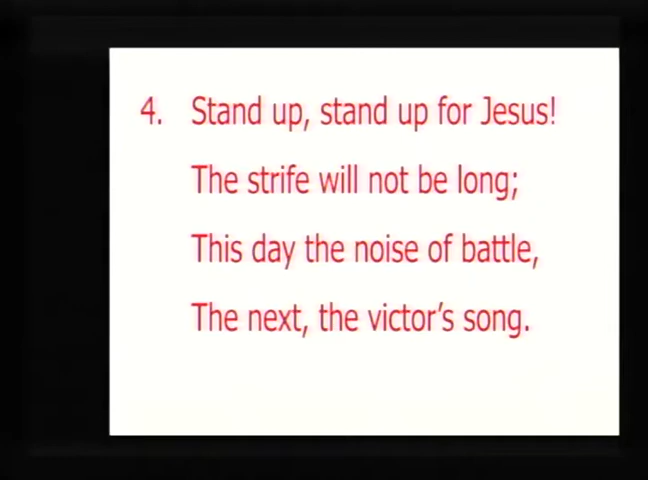 4. Stand up, stand up for Jesus!
The strife will not be long;
This day the noise of battle,
The next, the victor's song.